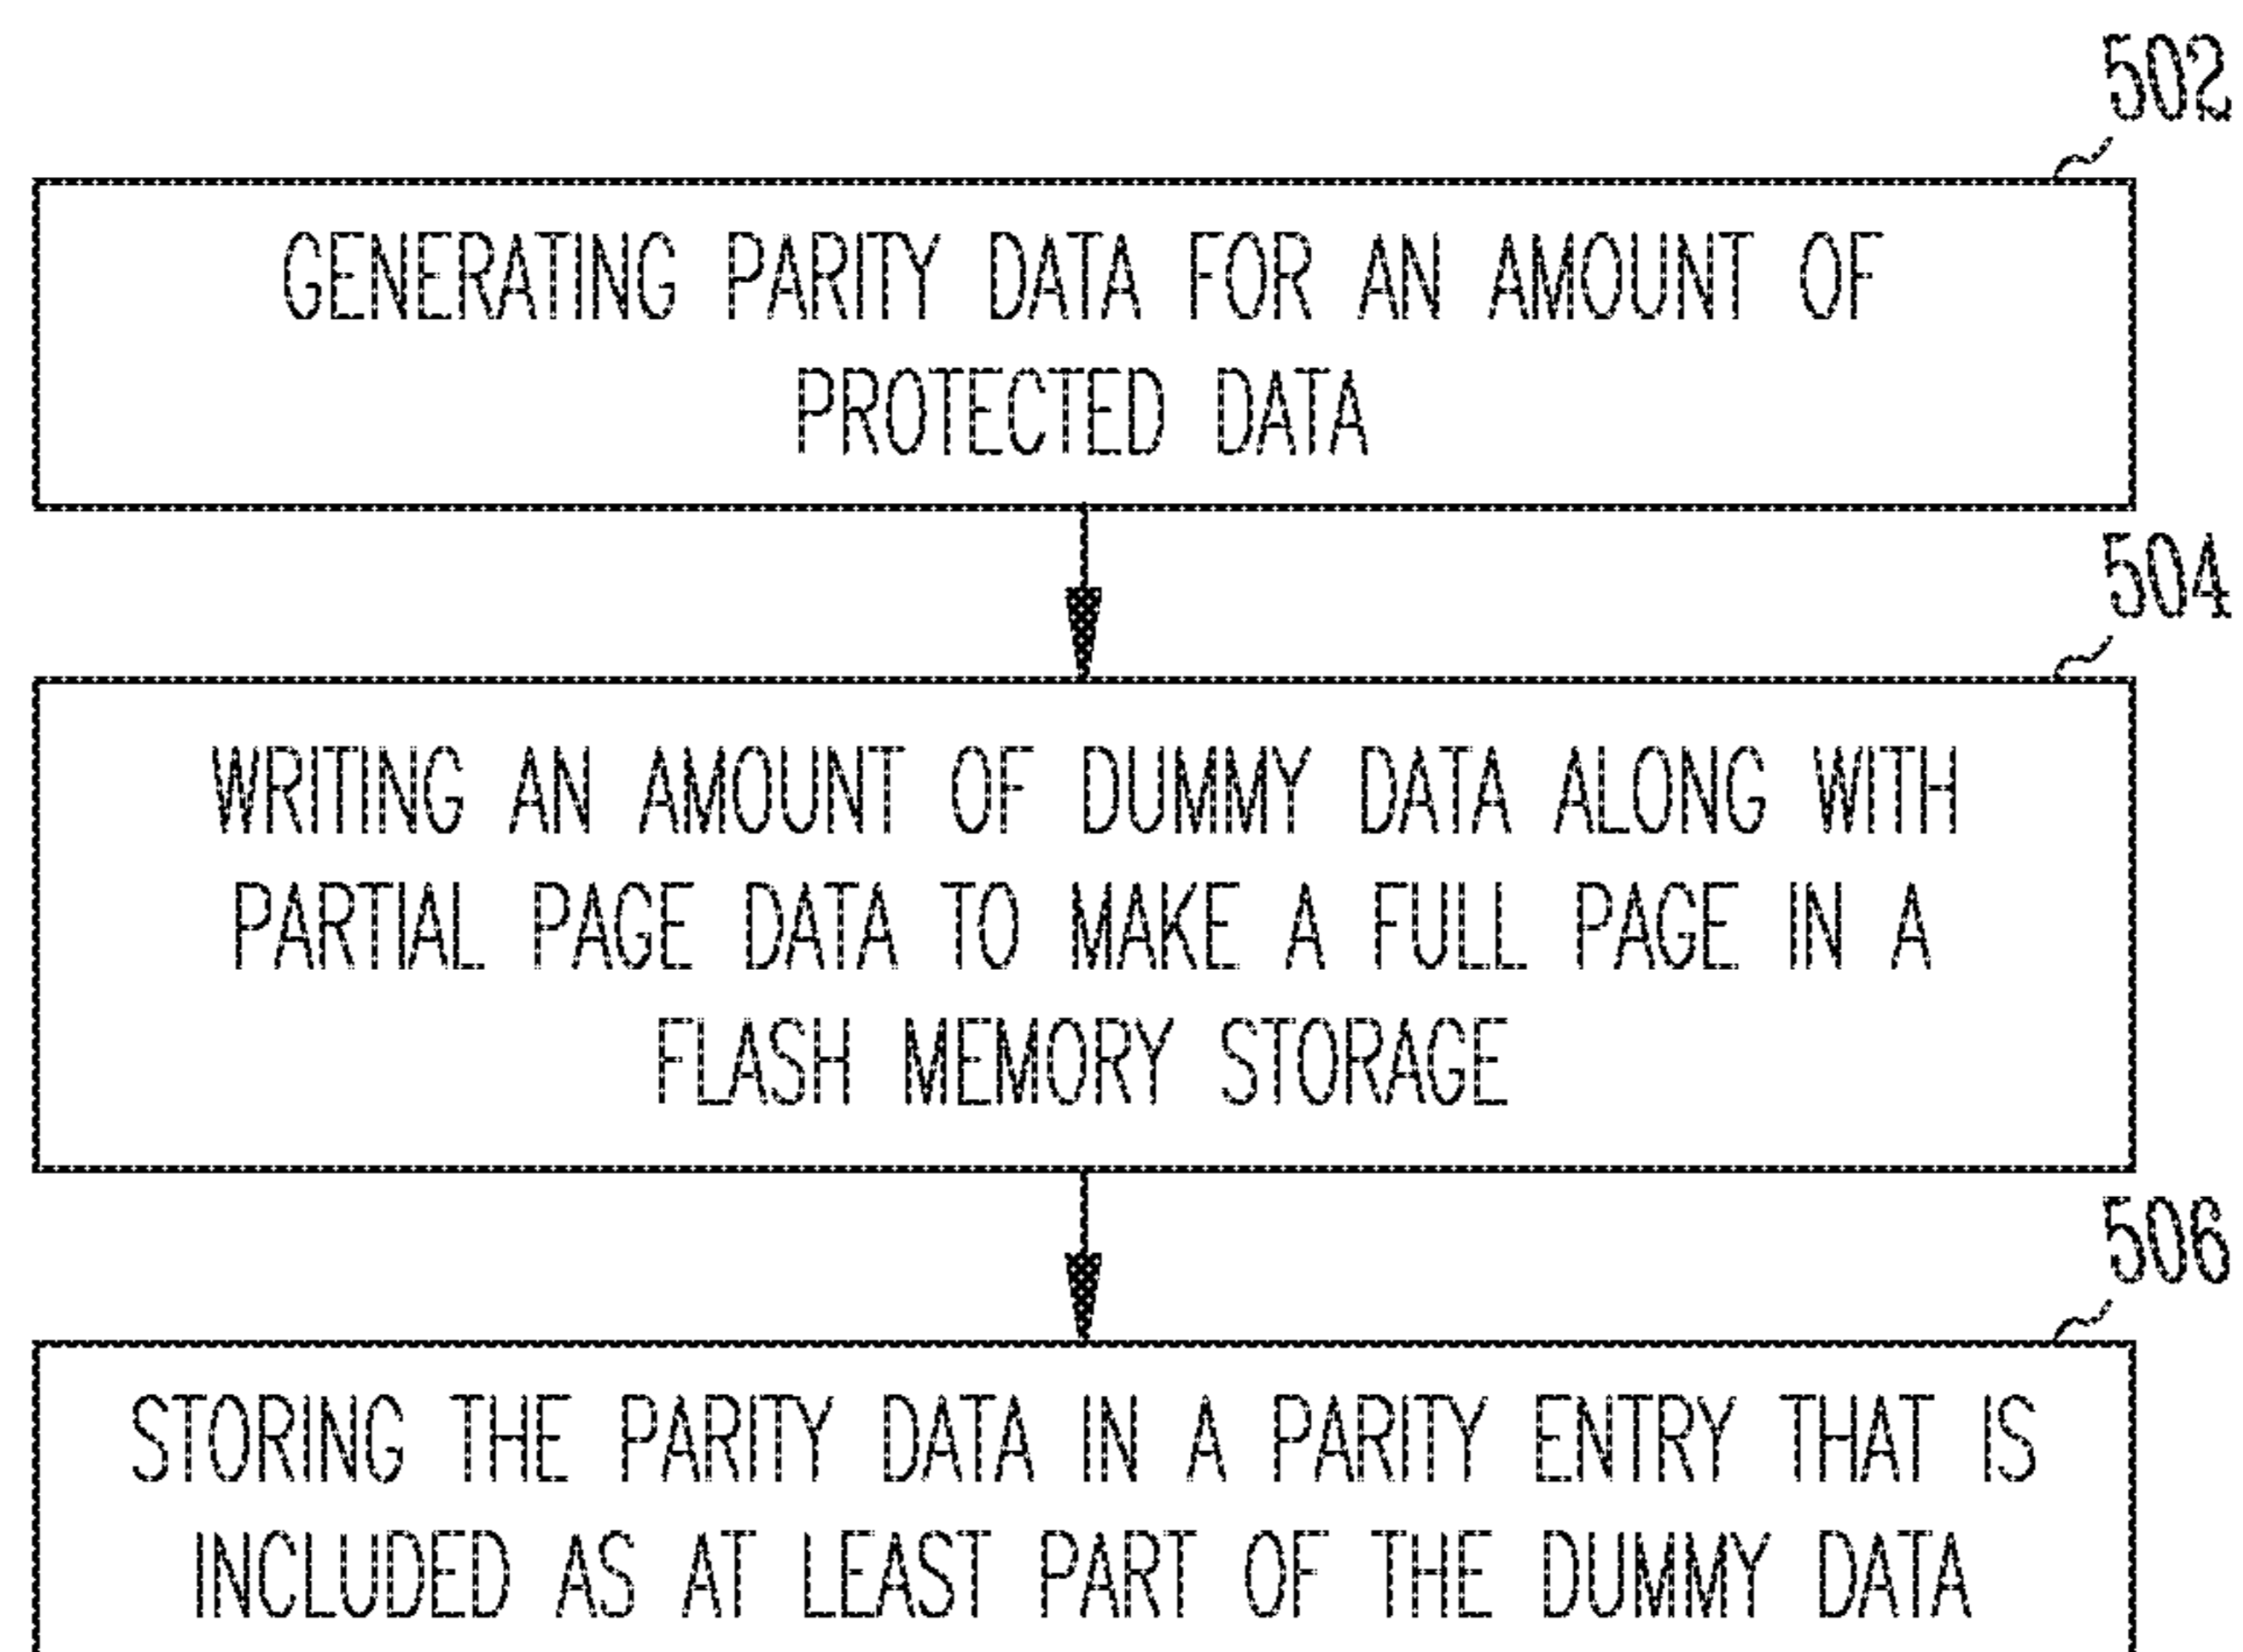 502
GENERATING PARITY DATA FOR AN AMOUNT OF
PROTECTED DATA
504
WRITING AN AMOUNT OF DUMMY DATA ALONG WITH
PARTIAL PAGE DATA TO MAKE A FULL PAGE IN A
FLASH MEMORY STORAGE
506
STORING THE PARITY DATA IN A PARITY ENTRY THAT IS
INCLUDED AS AT LEAST PART OF THE DUMMY DATA